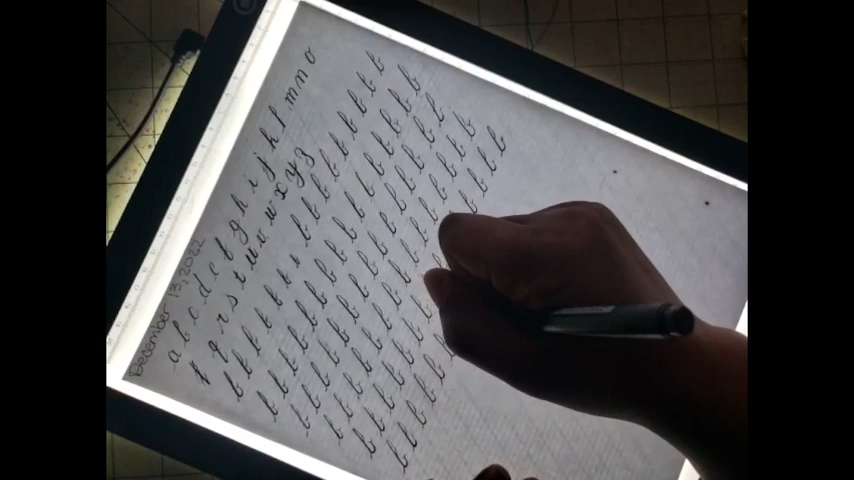 December 13, 2022
a b c d e f g h i j k l m n o
p q r s t u v w x y z
b b b b b b b b b b b b b b
b b b b b b b b b b b b b b
b b b b b b b b b b b b b b
b b b b b b b b b b b b b
b b b b b b b b b b b
b b b b b b